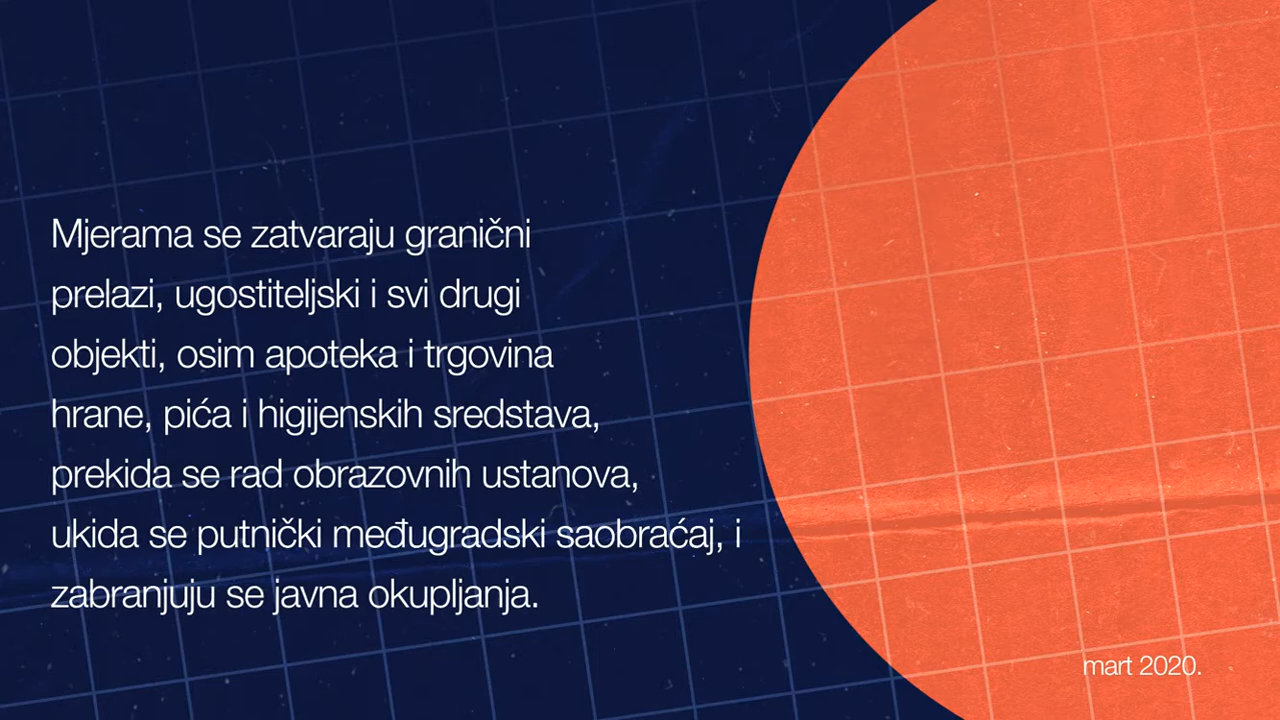 Mjerama se zatvaraju granični
prelazi, ugostiteljski i svi drugi
objekti, osim apoteka i trgovina
hrane, pića i higijenskih sredstava,
prekida se rad obrazovnih ustanova,
ukida se putnički međugradski saobraćaj, i
zabranjuju se javna okupljanja.
mart 2020.